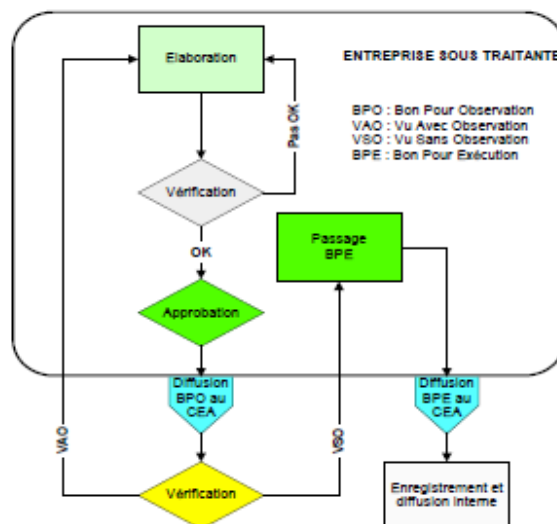 Elaboration
ENTREPRISE SOUS TRAITANTE
BPO : Bon Pour Observation
VAO : Vu Avec Observation
VSO : Vu Sans Observation
BPE : Bon Pour Exécution
Pas OK
Vérification
OK
Passage
BPE
Approbation
Diffusion
BPO au
CEA
Diffusion
BPE au
CEA
VAO
VSO
Vérification
Enregistrement et
diffusion interne